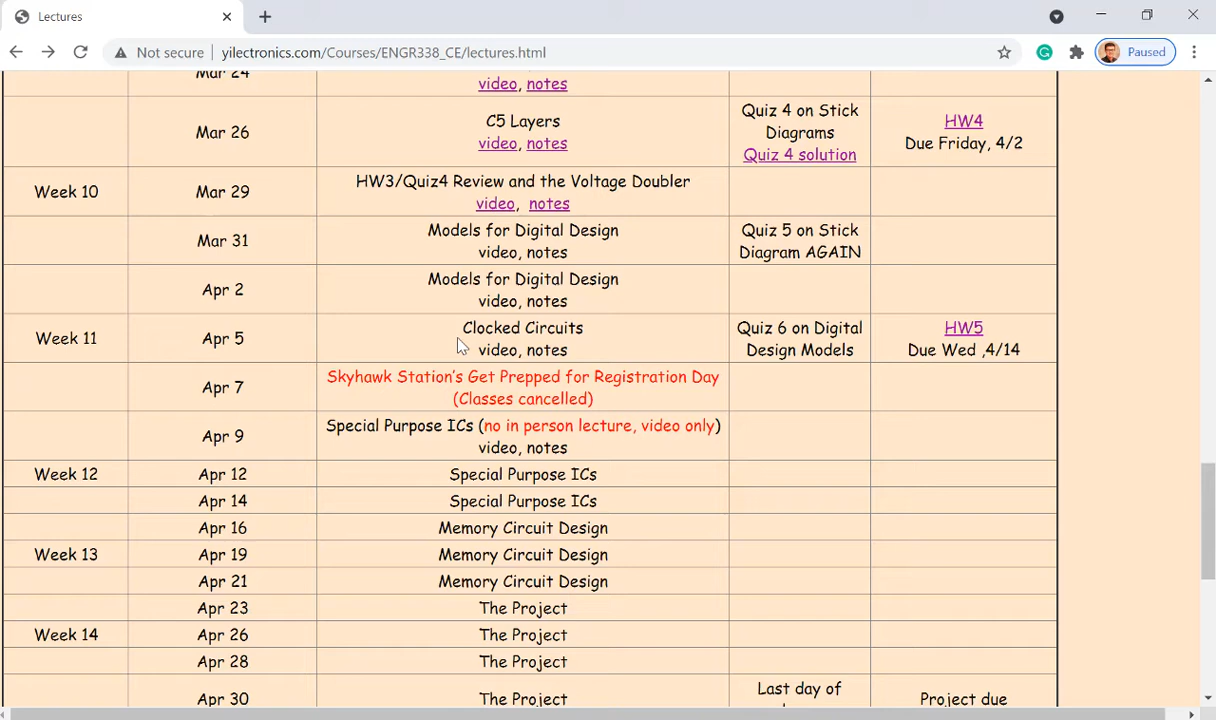 Lectures
Not secure yilectronics.com/Courses/ENGR338_CE/lectures.html Paused
Mar 24
video, notes
Mar 26
C5 Layers
video, notes
Quiz 4 on Stick
Diagrams
Quiz 4 solution
HW4
Due Friday, 4/2
Week 10
Mar 29
HW3/Quiz4 Review and the Voltage Doubler
video, notes
Mar 31
Models for Digital Design
video, notes
Quiz 5 on Stick
Diagram AGAIN
Apr 2
Models for Digital Design
video, notes
Week 11
Apr 5
Clocked Circuits
video, notes
Quiz 6 on Digital
Design Models
HW5
Due Wed ,4/14
Apr 7
Skyhawk Station's Get Prepped for Registration Day
(Classes cancelled)
Apr 9
Special Purpose ICs (no in person lecture, video only)
video, notes
Week 12 Apr 12 Special Purpose ICs
Apr 14 Special Purpose ICs
Apr 16 Memory Circuit Design
Week 13 Apr 19 Memory Circuit Design
Apr 21 Memory Circuit Design
Apr 23 The Project
Week 14 Apr 26 The Project
Apr 28 The Project
Apr 30 The Project
Last day of
Project due